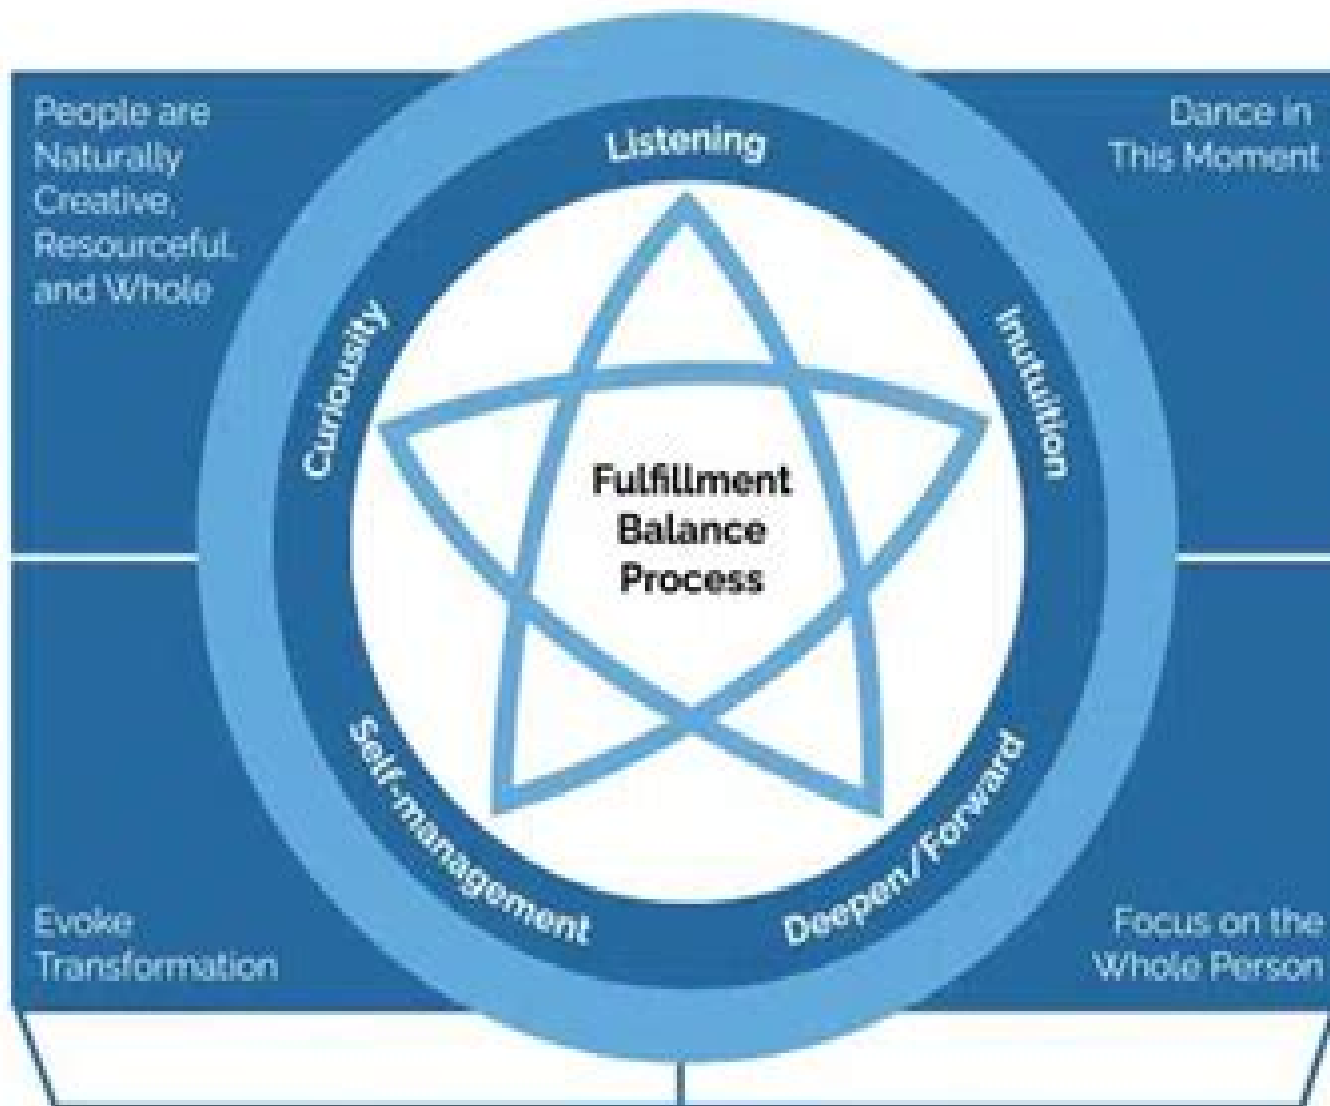 People are
Naturally
Creative,
Resourceful,
and Whole
Dance in
This Moment
Listening
Curiousity
Inutuition
Fulfillment
Balance
Process
Self-management
Deepen/Forward
Evoke
Transformation
Focus on the
Whole Person